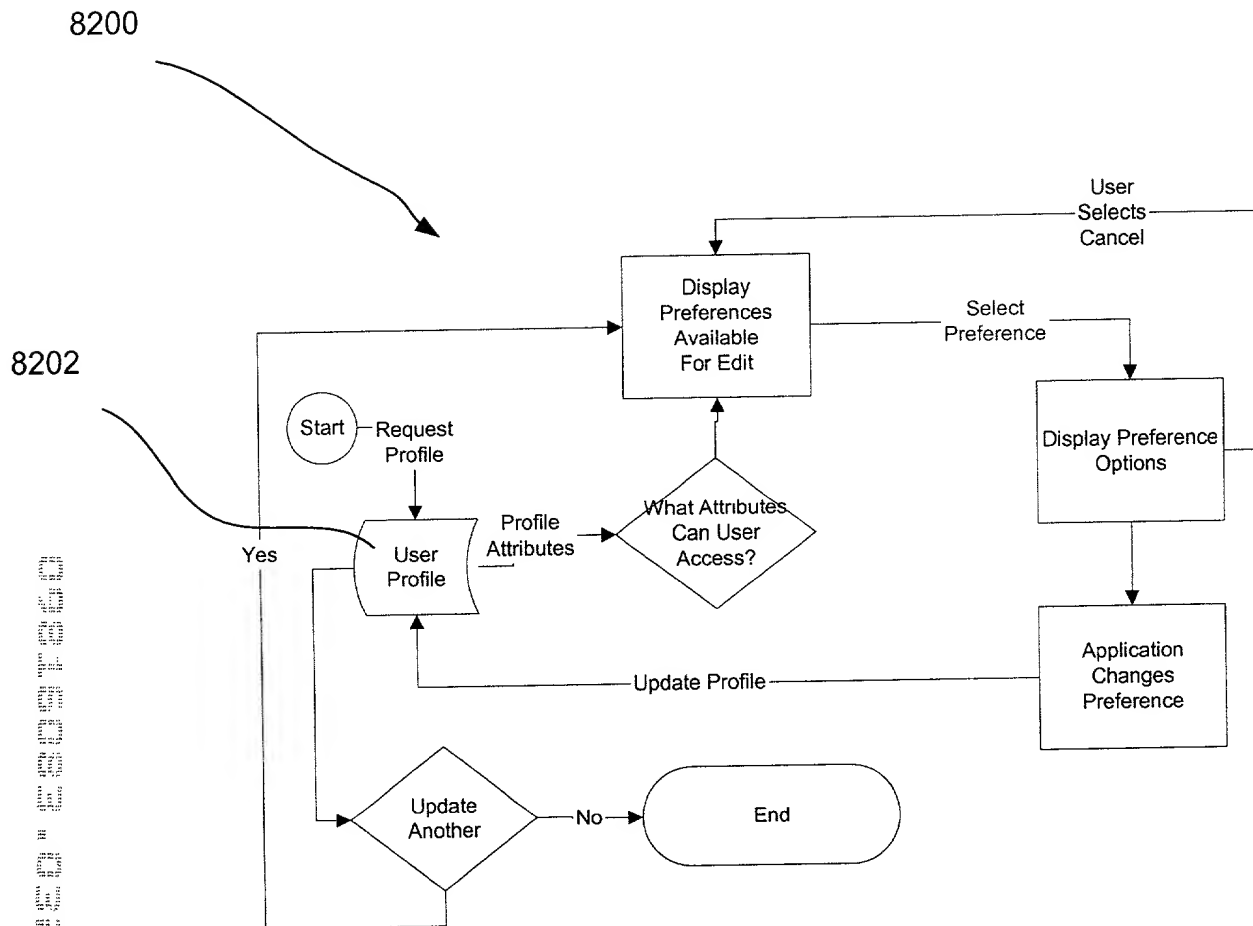 8200
User
Selects
Cancel
Display
Preferences
Available
For Edit
Select
Preference
8202
Start
Request
Profile
Display Preference
Options
What Attributes
Can User
Access?
Profile
Attributes
User
Profile
Yes
Application
Changes
Preference
Update Profile
Update
Another
No
End